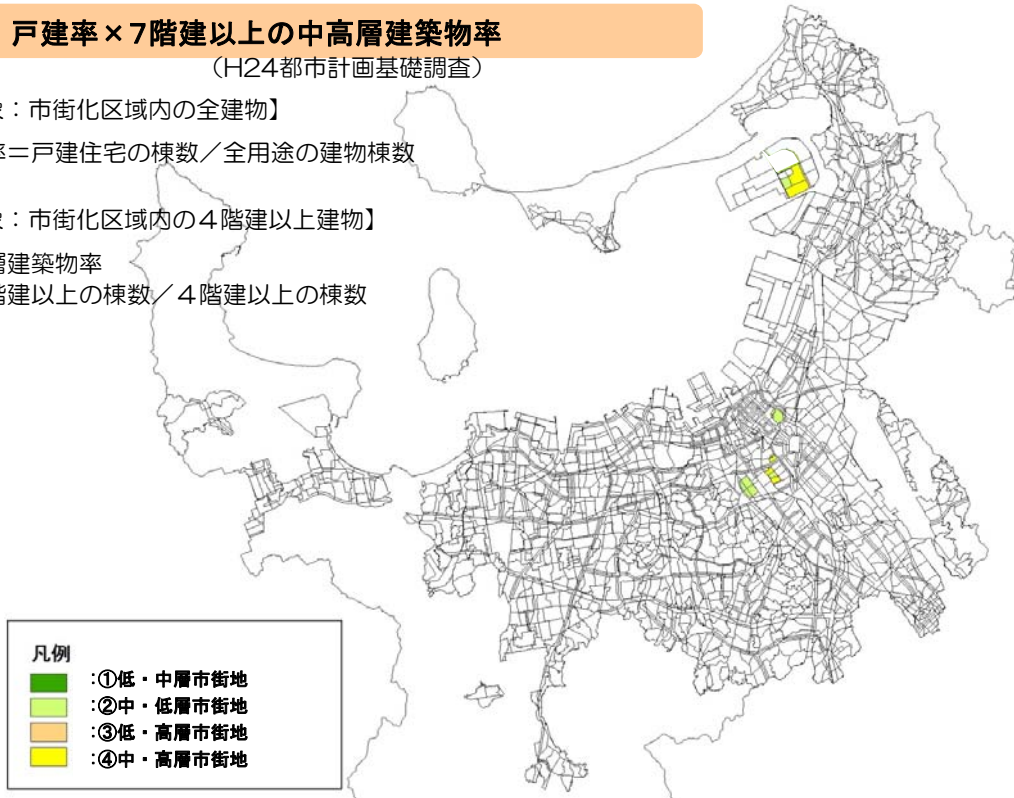 戸建率×7階建以上の中高層建築物率
（H24都市計画基礎調査）
：市街化区域内の全建物】
率＝戸建住宅の棟数／全用途の建物棟数
：市街化区域内の４階建以上建物】
層建築物率
階建以上の棟数／４階建以上の棟数
凡例
:①低・中層市街地
:②中・低層市街地
:③低・高層市街地
:④中・高層市街地